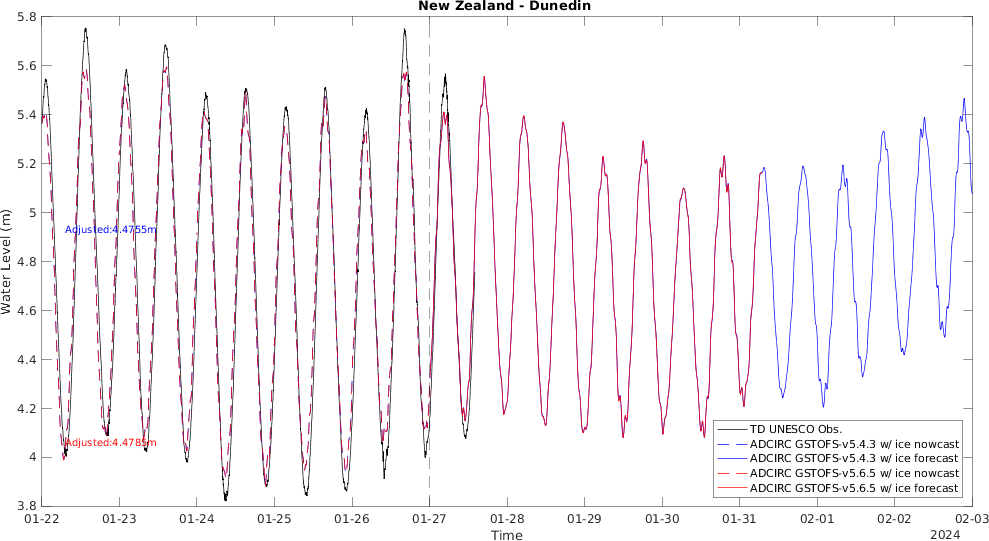 New Zealand - Dunedin
5.8
5.6
5.4
5.2
5
4.8
4.6
4.4
4.2
4
3.8
Water Level (m)
Adjusted:4.4755m
Adjusted:4.4785m
TD UNESCO Obs.
ADCIRC GSTOFS-v5.4.3 w/ ice nowcast
ADCIRC GSTOFS-v5.4.3 w/ ice forecast
ADCIRC GSTOFS-v5.6.5 w/ ice nowcast
ADCIRC GSTOFS-v5.6.5 w/ ice forecast
01-22 01-23 01-24 01-25 01-26 01-27 01-28 01-29 01-30 01-31 02-01 02-02 02-03
Time
2024